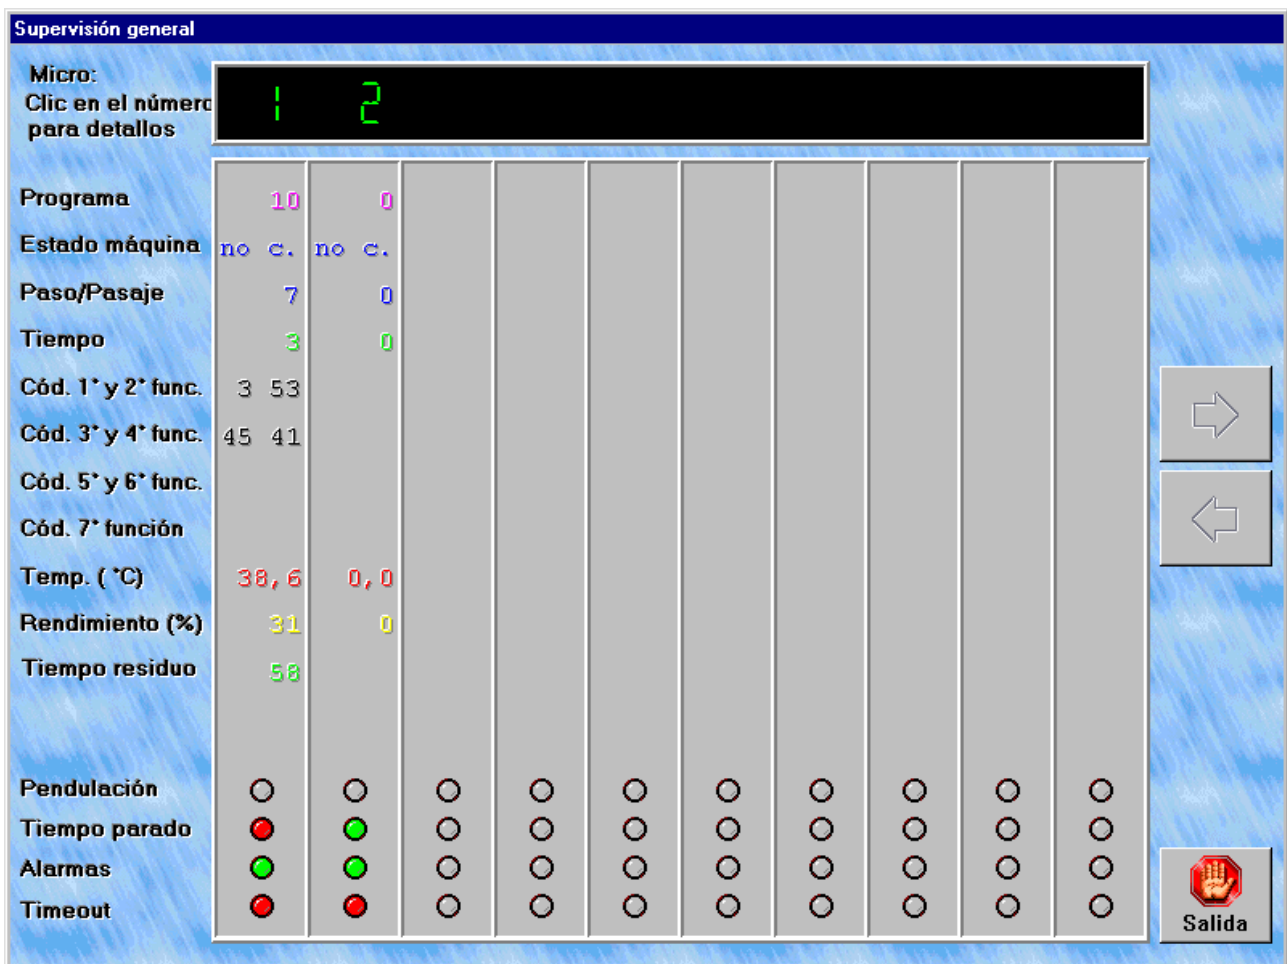 Supervisión general
Micro:
Clic en el número
para detallos
1 2
Programa 10 0
Estado máquina no c. no c.
Paso/Pasaje 7 0
Tiempo 3 0
Cód. 1° y 2° func. 3 53
Cód. 3° y 4° func. 45 41
Cód. 5° y 6° func.
Cód. 7° función
Temp. ( °C) 38,6 0,0
Rendimiento (%) 31 0
Tiempo residuo 58
Pendulación
Tiempo parado
Alarmas
Timeout
Salida